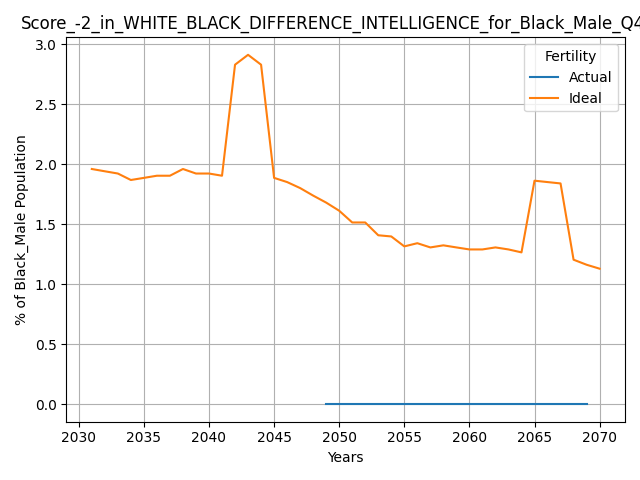 Score_-2_in_WHITE_BLACK_DIFFERENCE_INTELLIGENCE_for_Black_Male_Q4
3.0
2.5
2.0
1.5
1.0
0.5
0.0
% of Black_Male Population
Fertility
Actual
Ideal
2030 2035 2040 2045 2050 2055 2060 2065 2070
Years